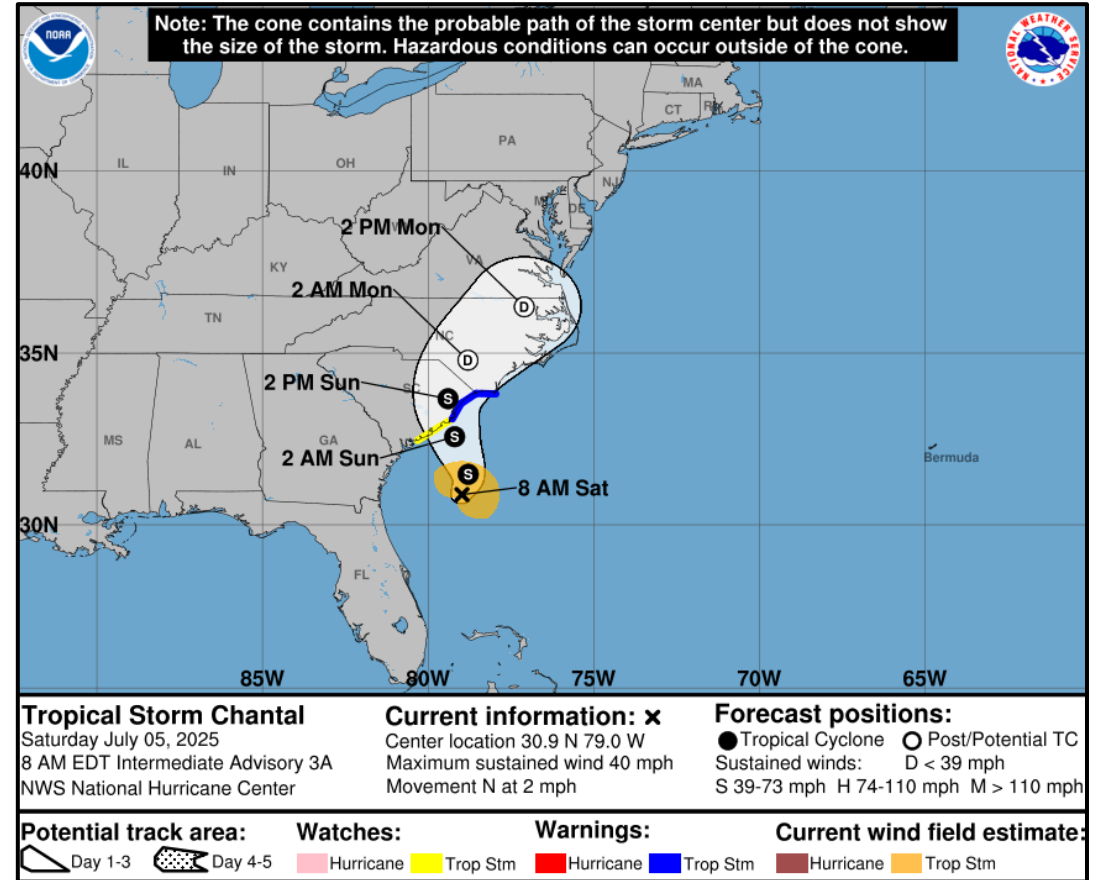 Note: The cone contains the probable path of the storm center but does not show
the size of the storm. Hazardous conditions can occur outside of the cone.
NOAA
NATIONAL WEATHER SERVICE
MA
CT
RI
PA
40N
IL
IN
OH
NJ
DE
2 PM Mon
VA
KY
2 AM Mon
D
TN
NC
35N
D
2 PM Sun
SC
S
MS
AL
GA
S
2 AM Sun
Bermuda
S
8 AM Sat
30N
FL
85W
80W
75W
70W
65W
Tropical Storm Chantal
Saturday July 05, 2025
8 AM EDT Intermediate Advisory 3A
NWS National Hurricane Center
Current information: x
Center location 30.9 N 79.0 W
Maximum sustained wind 40 mph
Movement N at 2 mph
Forecast positions:
Tropical Cyclone Post/Potential TC
Sustained winds: D < 39 mph
S 39-73 mph H 74-110 mph M > 110 mph
Potential track area:
Day 1-3 Day 4-5
Watches:
Hurricane Trop Stm
Warnings:
Hurricane Trop Stm
Current wind field estimate:
Hurricane Trop Stm